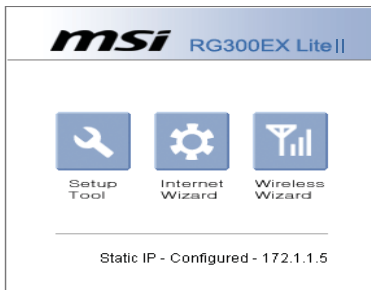 msi RG300EX Lite II
Setup Tool
Internet Wizard
Wireless Wizard
Static IP - Configured - 172.1.1.5